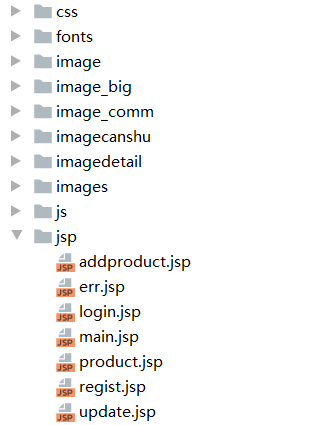 css
fonts
image
image_big
image_comm
imagecanshu
imagedetail
images
js
jsp
JSP addproduct.jsp
JSP err.jsp
JSP login.jsp
JSP main.jsp
JSP product.jsp
JSP regist.jsp
JSP update.jsp